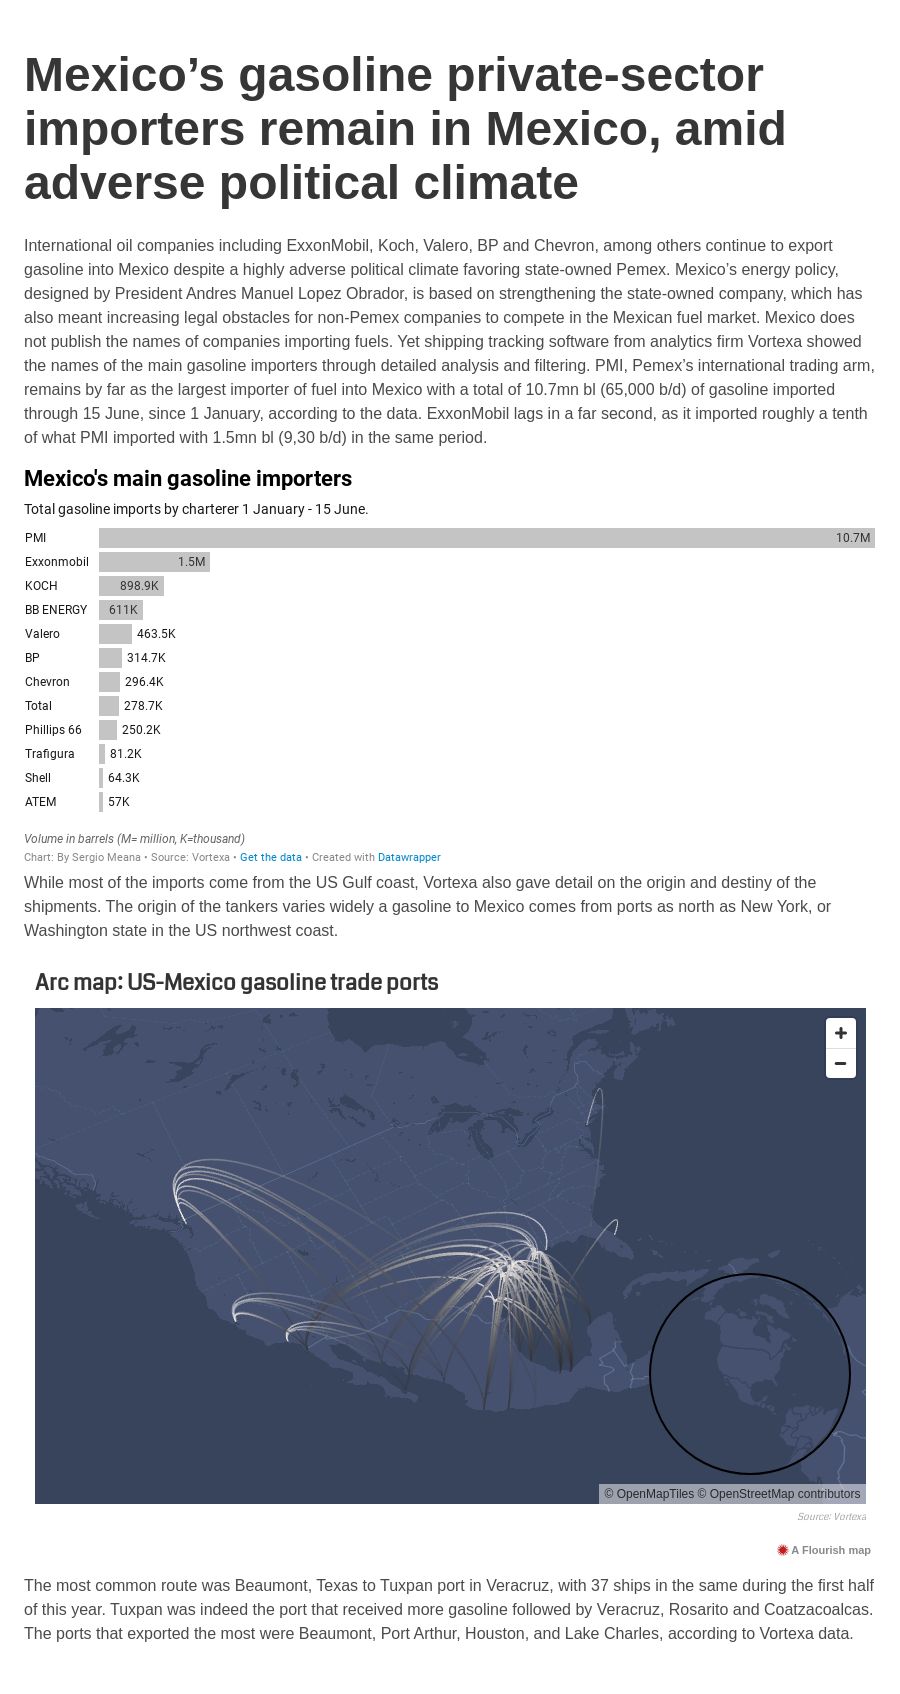 Mexico’s gasoline private-sector
importers remain in Mexico, amid
adverse political climate
International oil companies including ExxonMobil, Koch, Valero, BP and Chevron, among others continue to export
gasoline into Mexico despite a highly adverse political climate favoring state-owned Pemex. Mexico’s energy policy,
designed by President Andres Manuel Lopez Obrador, is based on strengthening the state-owned company, which has
also meant increasing legal obstacles for non-Pemex companies to compete in the Mexican fuel market. Mexico does
not publish the names of companies importing fuels. Yet shipping tracking software from analytics firm Vortexa showed
the names of the main gasoline importers through detailed analysis and filtering. PMI, Pemex’s international trading arm,
remains by far as the largest importer of fuel into Mexico with a total of 10.7mn bl (65,000 b/d) of gasoline imported
through 15 June, since 1 January, according to the data. ExxonMobil lags in a far second, as it imported roughly a tenth
of what PMI imported with 1.5mn bl (9,30 b/d) in the same period.
Mexico's main gasoline importers
Total gasoline imports by charterer 1 January - 15 June.
PMI 10.7M
Exxonmobil 1.5M
KOCH 898.9K
BB ENERGY 611K
Valero 463.5K
BP 314.7K
Chevron 296.4K
Total 278.7K
Phillips 66 250.2K
Trafigura 81.2K
Shell 64.3K
ATEM 57K
Volume in barrels (M= million, K=thousand)
Chart: By Sergio Meana • Source: Vortexa • Get the data • Created with Datawrapper
While most of the imports come from the US Gulf coast, Vortexa also gave detail on the origin and destiny of the
shipments. The origin of the tankers varies widely a gasoline to Mexico comes from ports as north as New York, or
Washington state in the US northwest coast.
Arc map: US-Mexico gasoline trade ports
© OpenMapTiles © OpenStreetMap contributors
Source: Vortexa
A Flourish map
The most common route was Beaumont, Texas to Tuxpan port in Veracruz, with 37 ships in the same during the first half
of this year. Tuxpan was indeed the port that received more gasoline followed by Veracruz, Rosarito and Coatzacoalcas.
The ports that exported the most were Beaumont, Port Arthur, Houston, and Lake Charles, according to Vortexa data.